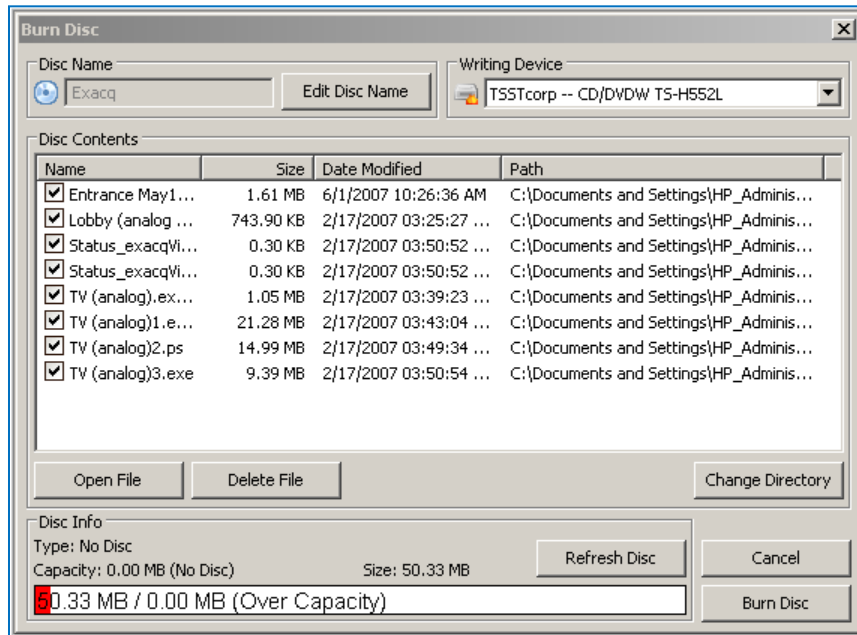 Burn Disc
Disc Name
Writing Device
Exacq
Edit Disc Name
TSSTcorp -- CD/DVDW TS-H552L
Disc Contents
Name Size Date Modified Path
Entrance May1... 1.61 MB 6/1/2007 10:26:36 AM C:\Documents and Settings\HP_Adminis...
Lobby (analog ... 743.90 KB 2/17/2007 03:25:27 ... C:\Documents and Settings\HP_Adminis...
Status_exacqVi... 0.30 KB 2/17/2007 03:50:52 ... C:\Documents and Settings\HP_Adminis...
Status_exacqVi... 0.30 KB 2/17/2007 03:50:52 ... C:\Documents and Settings\HP_Adminis...
TV (analog).ex... 1.05 MB 2/17/2007 03:39:23 ... C:\Documents and Settings\HP_Adminis...
TV (analog)1.e... 21.28 MB 2/17/2007 03:43:04 ... C:\Documents and Settings\HP_Adminis...
TV (analog)2.ps 14.99 MB 2/17/2007 03:49:34 ... C:\Documents and Settings\HP_Adminis...
TV (analog)3.exe 9.39 MB 2/17/2007 03:50:54 ... C:\Documents and Settings\HP_Adminis...
Open File
Delete File
Change Directory
Disc Info
Type: No Disc
Capacity: 0.00 MB (No Disc)
Size: 50.33 MB
Refresh Disc
Cancel
50.33 MB / 0.00 MB (Over Capacity)
Burn Disc